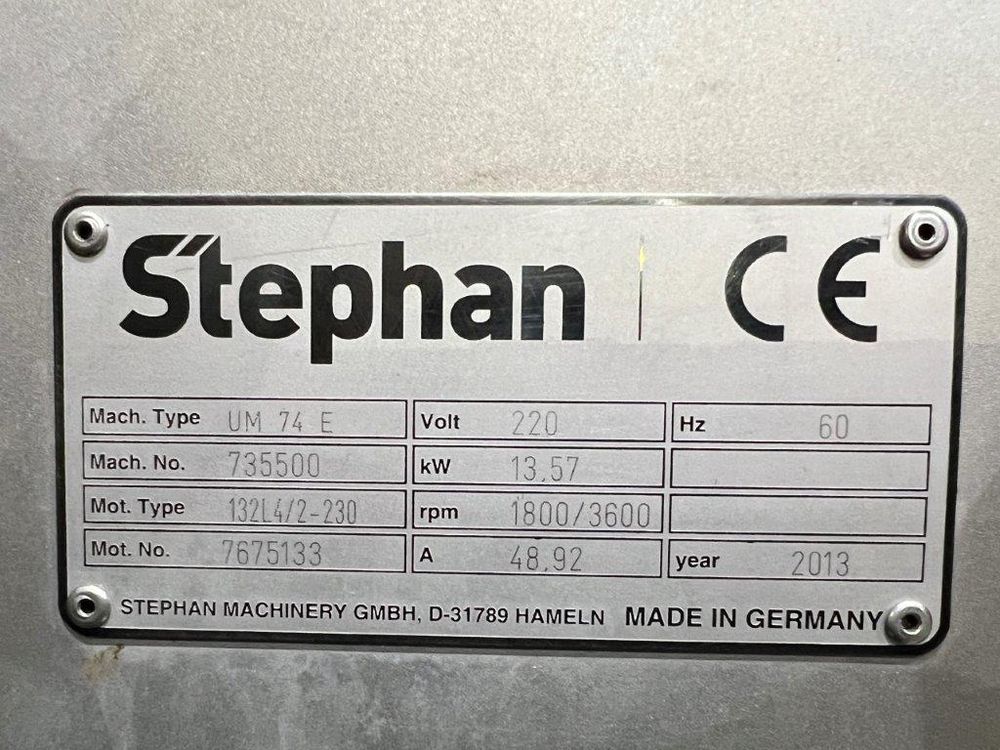 Stephan CE
Mach. Type UM 74 E Volt 220 Hz 60
Mach. No. 735500 kW 13,57
Mot. Type 132L4/2-230 rpm 1800/3600
Mot. No. 7675133 A 48,92 year 2013
STEPHAN MACHINERY GMBH, D-31789 HAMELN MADE IN GERMANY